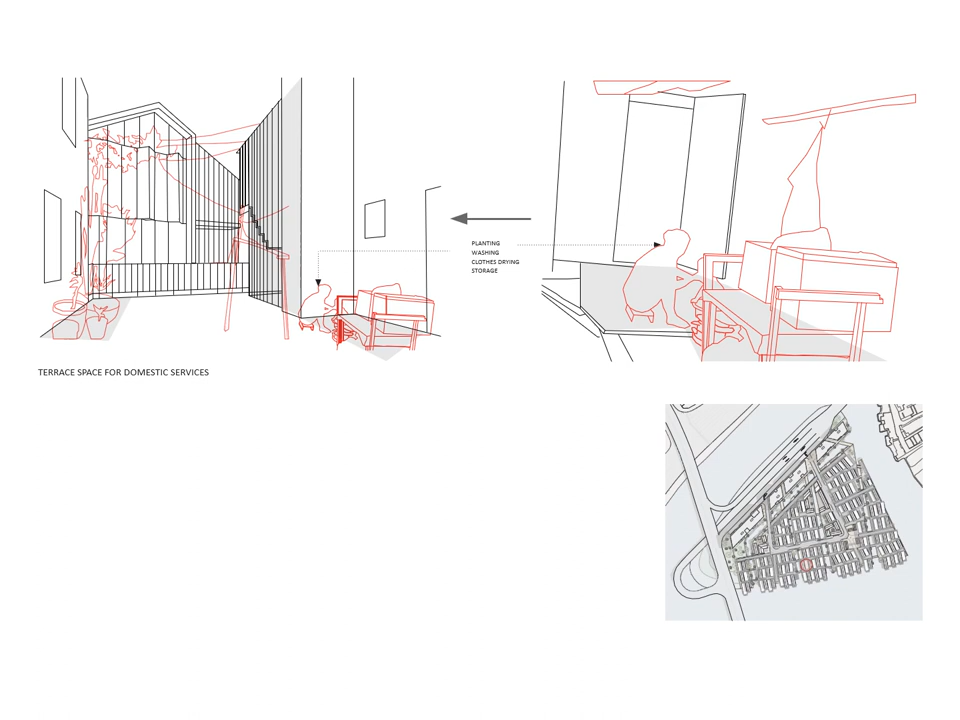 PLANTING
WASHING
CLOTHES DRYING
STORAGE
TERRACE SPACE FOR DOMESTIC SERVICES